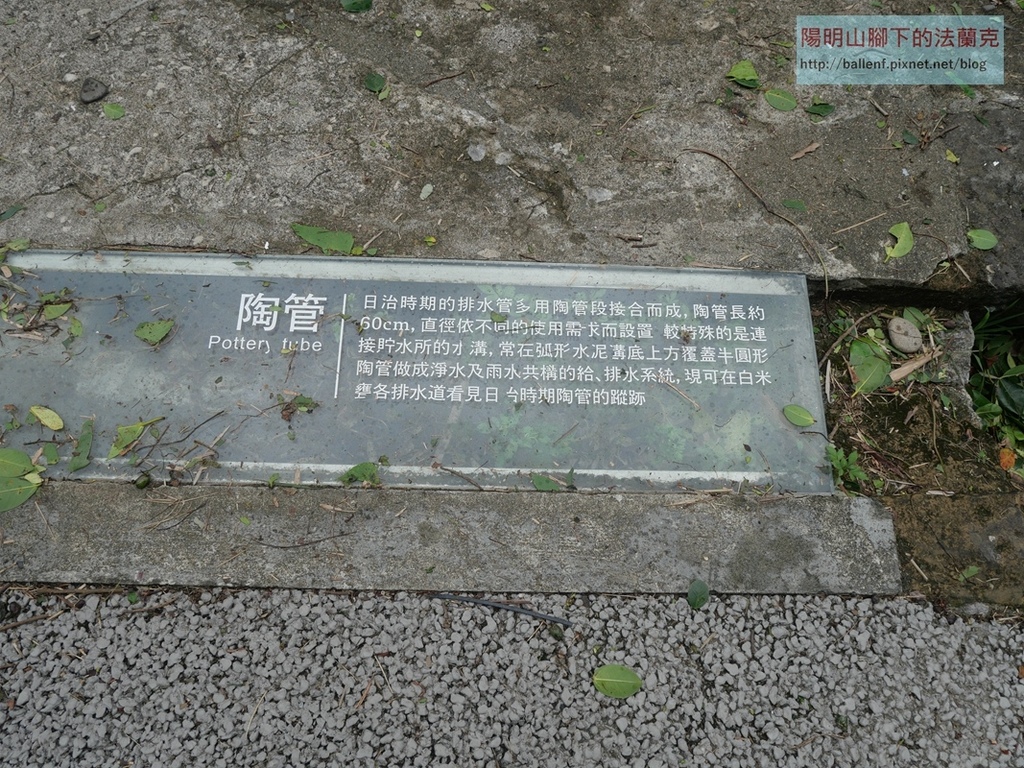 陽明山腳下的法蘭克
http://ballenf.pixnet.net/blog
陶管
Pottery tube
日治時期的排水管多用陶管段接合而成, 陶管長約
60cm, 直徑依不同的使用需求而設置 較特殊的是連
接貯水所的水溝, 常在弧形水泥溝底上方覆蓋半圓形
陶管做成淨水及雨水共構的給、排水系統, 現可在白米
甕各排水道看見日治時期陶管的蹤跡